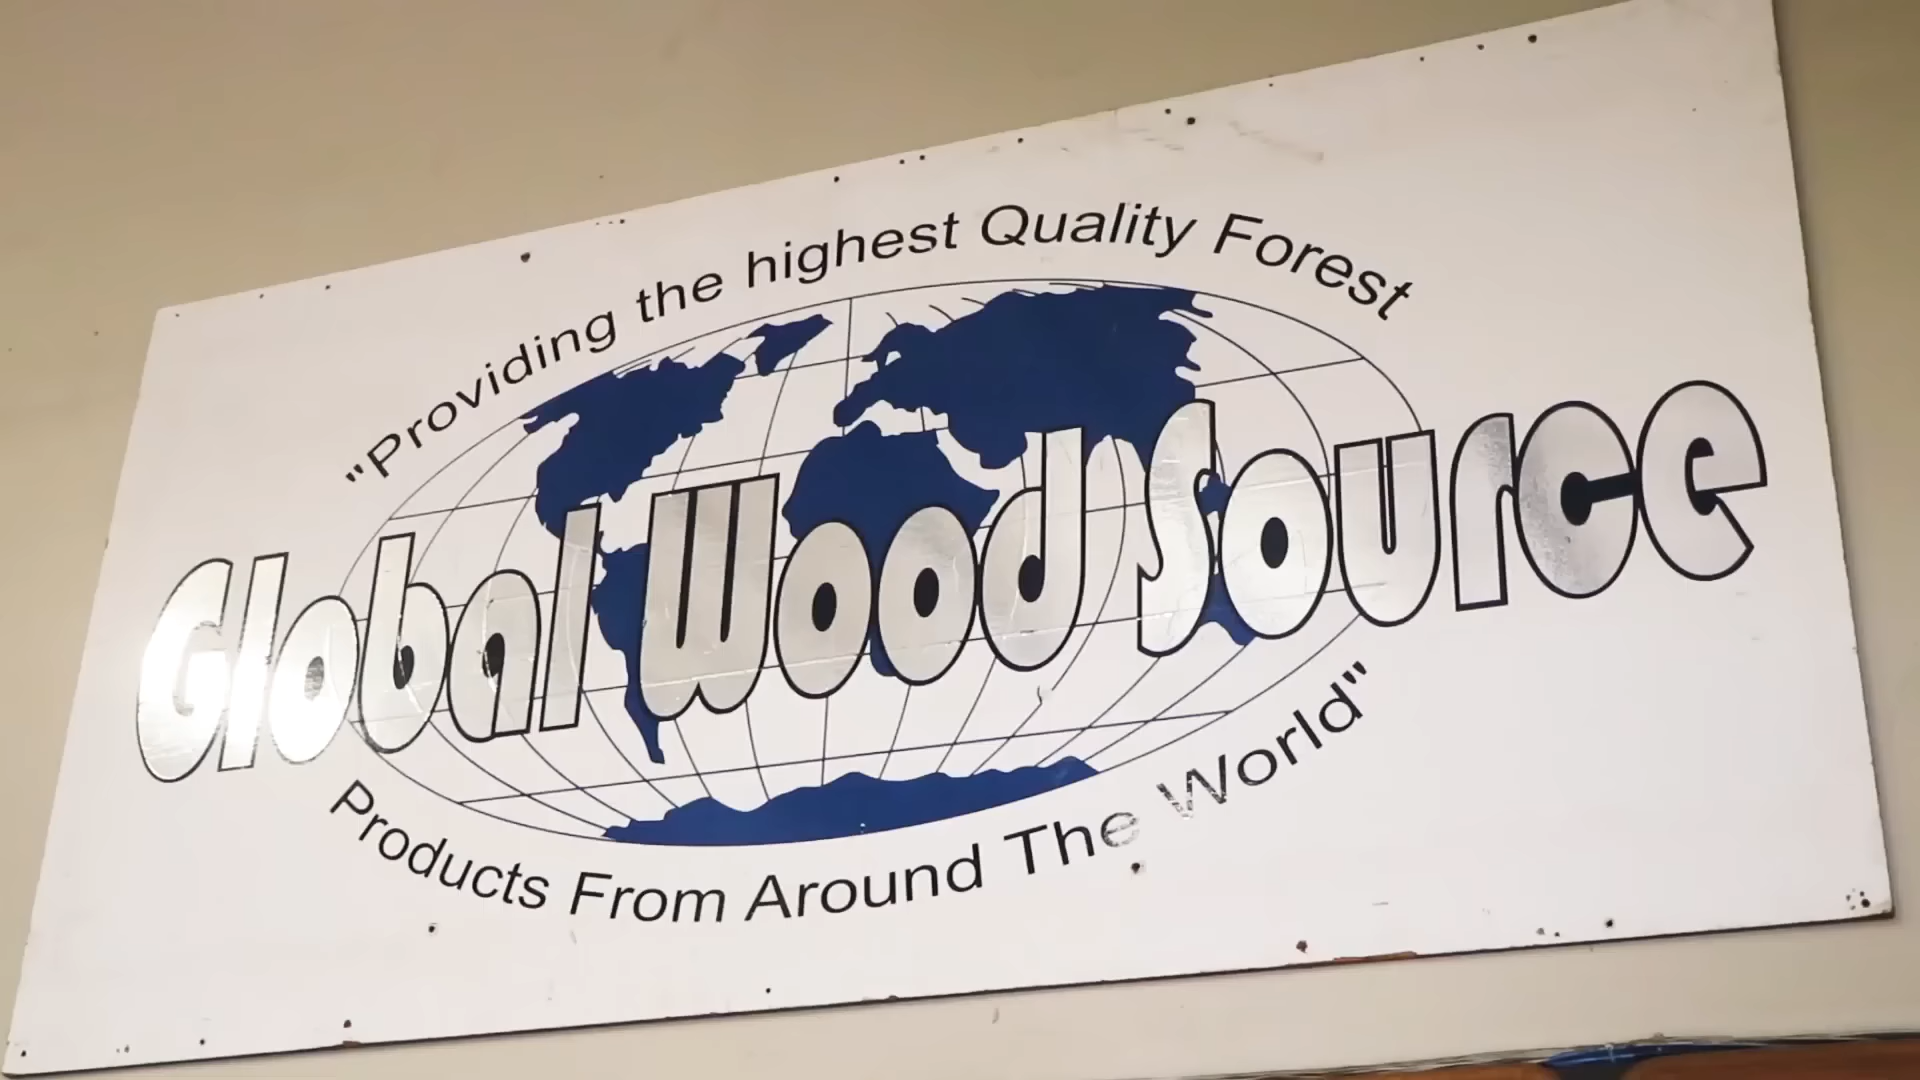 "Providing the highest Quality Forest
Global Wood Source
Products From Around The World"